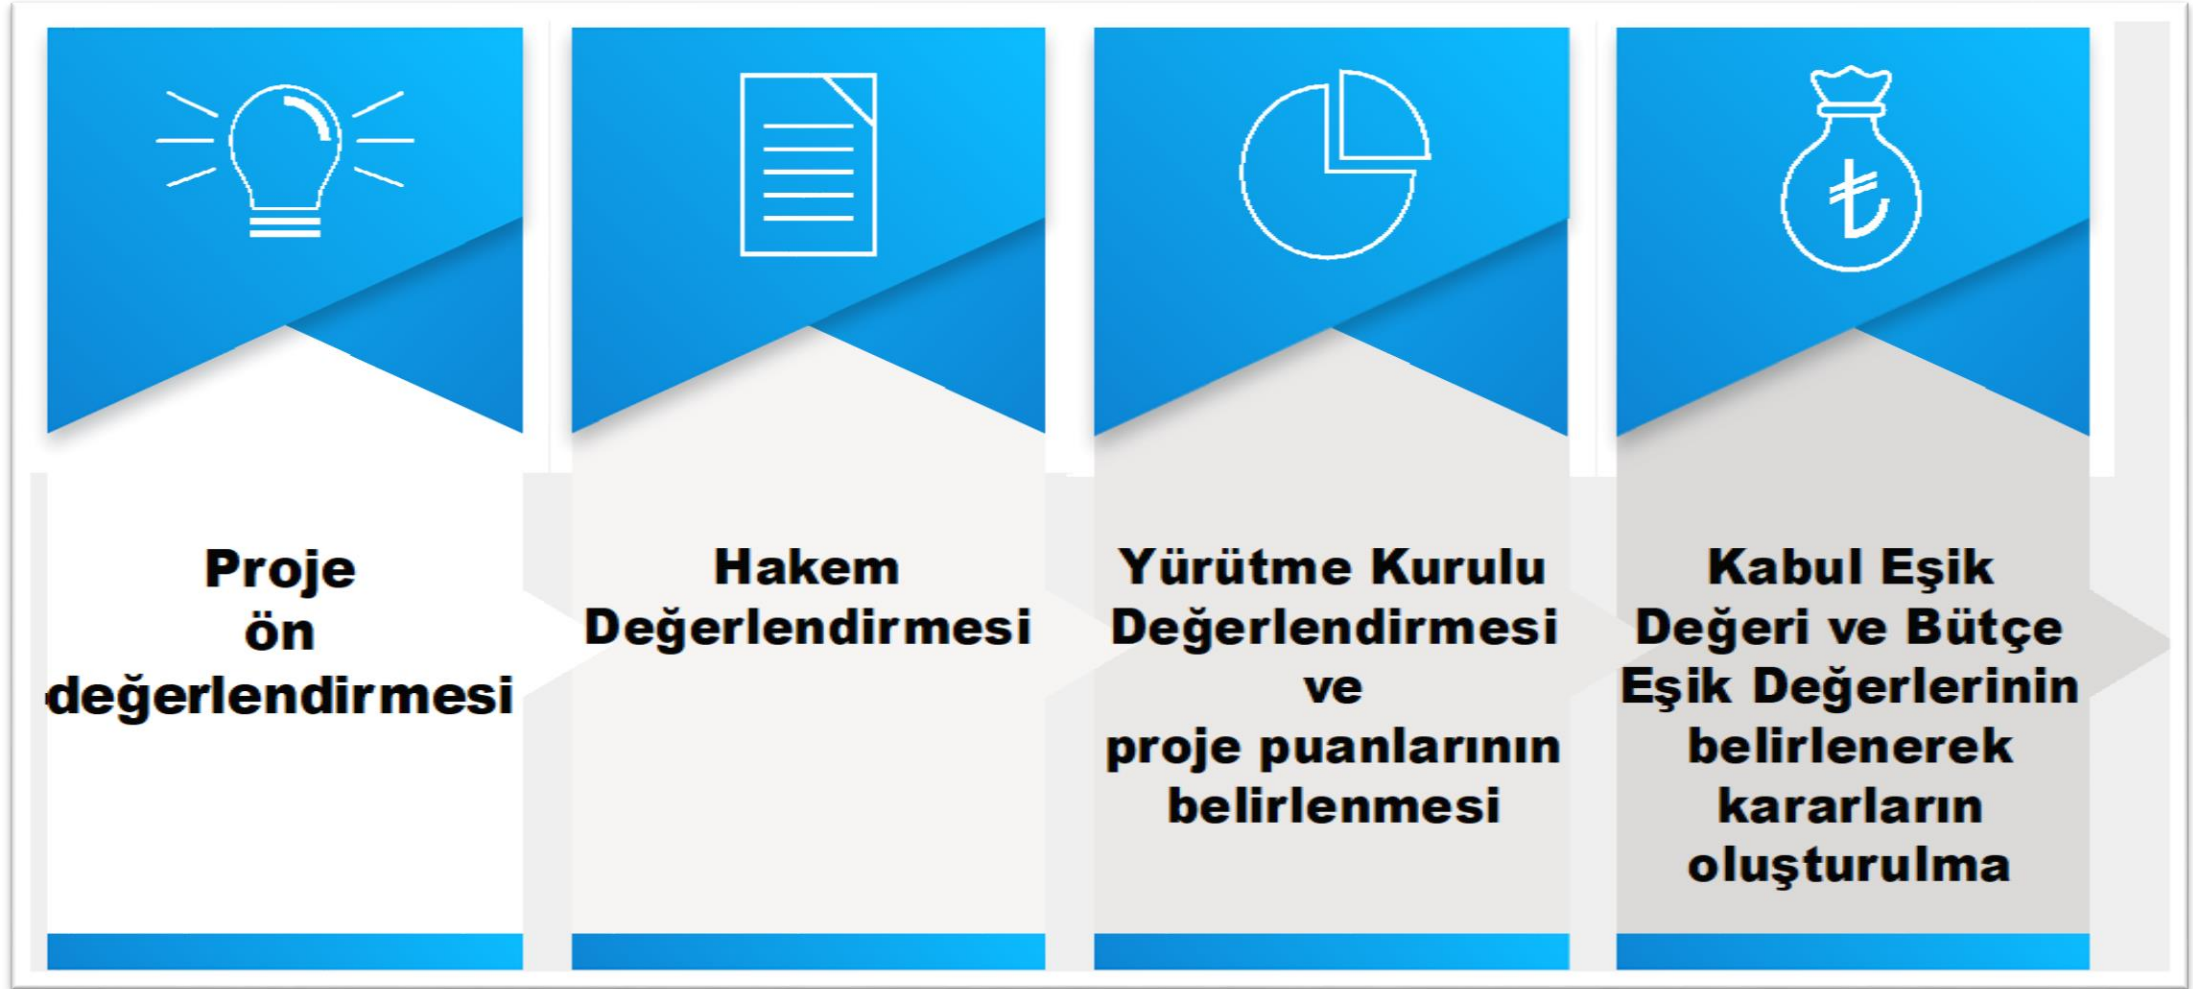 Proje
ön
değerlendirmesi
Hakem
Değerlendirmesi
Yürütme Kurulu
Değerlendirmesi
ve
proje puanlarının
belirlenmesi
₺
Kabul Eşik
Değeri ve Bütçe
Eşik Değerlerinin
belirlenerek
kararların
oluşturulma